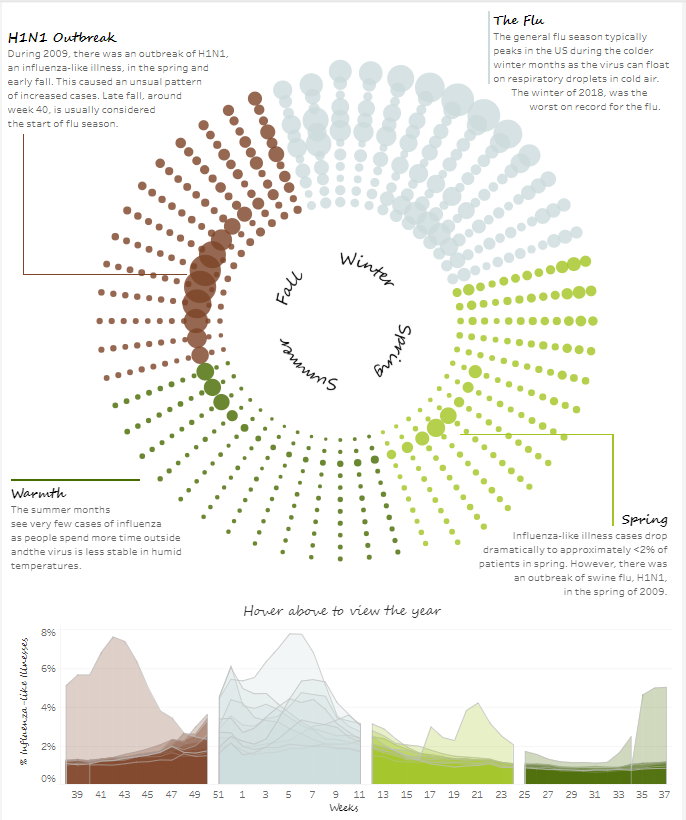 H1N1 Outbreak
During 2009, there was an outbreak of H1N1,
an influenza-like illness, in the spring and
early fall. This caused an unusual pattern
of increased cases. Late fall, around
week 40, is usually considered
the start of flu season.
The Flu
The general flu season typically
peaks in the US during the colder
winter months as the virus can float
on respiratory droplets in cold air.
The winter of 2018, was the
worst on record for the flu.
Winter
Fall
Spring
Summer
Warmth
The summer months
see very few cases of influenza
as people spend more time outside
andthe virus is less stable in humid
temperatures.
Spring
Influenza-like illness cases drop
dramatically to approximately <2% of
patients in spring. However, there was
an outbreak of swine flu, H1N1,
in the spring of 2009.
Hover above to view the year
% Influenza-like Illnesses
8%
6%
4%
2%
0%
39 41 43 45 47 49 51 1 3 5 7 9 11 13 15 17 19 21 23 25 27 29 31 33 35 37
Weeks